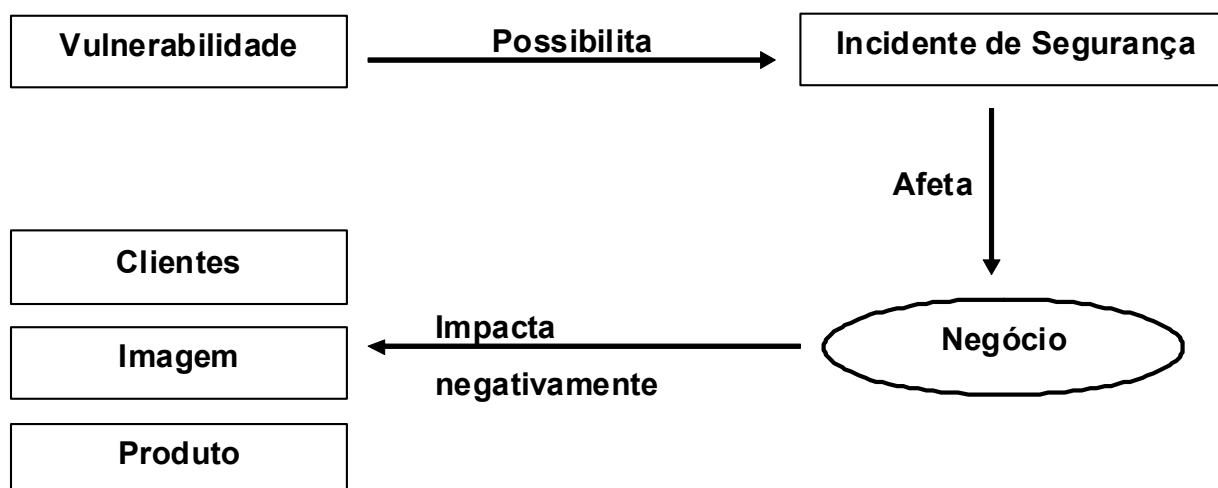 Vulnerabilidade
Possibilita
Incidente de Segurança
Afeta
Clientes
Imagem
Produto
Impacta
negativamente
Negócio